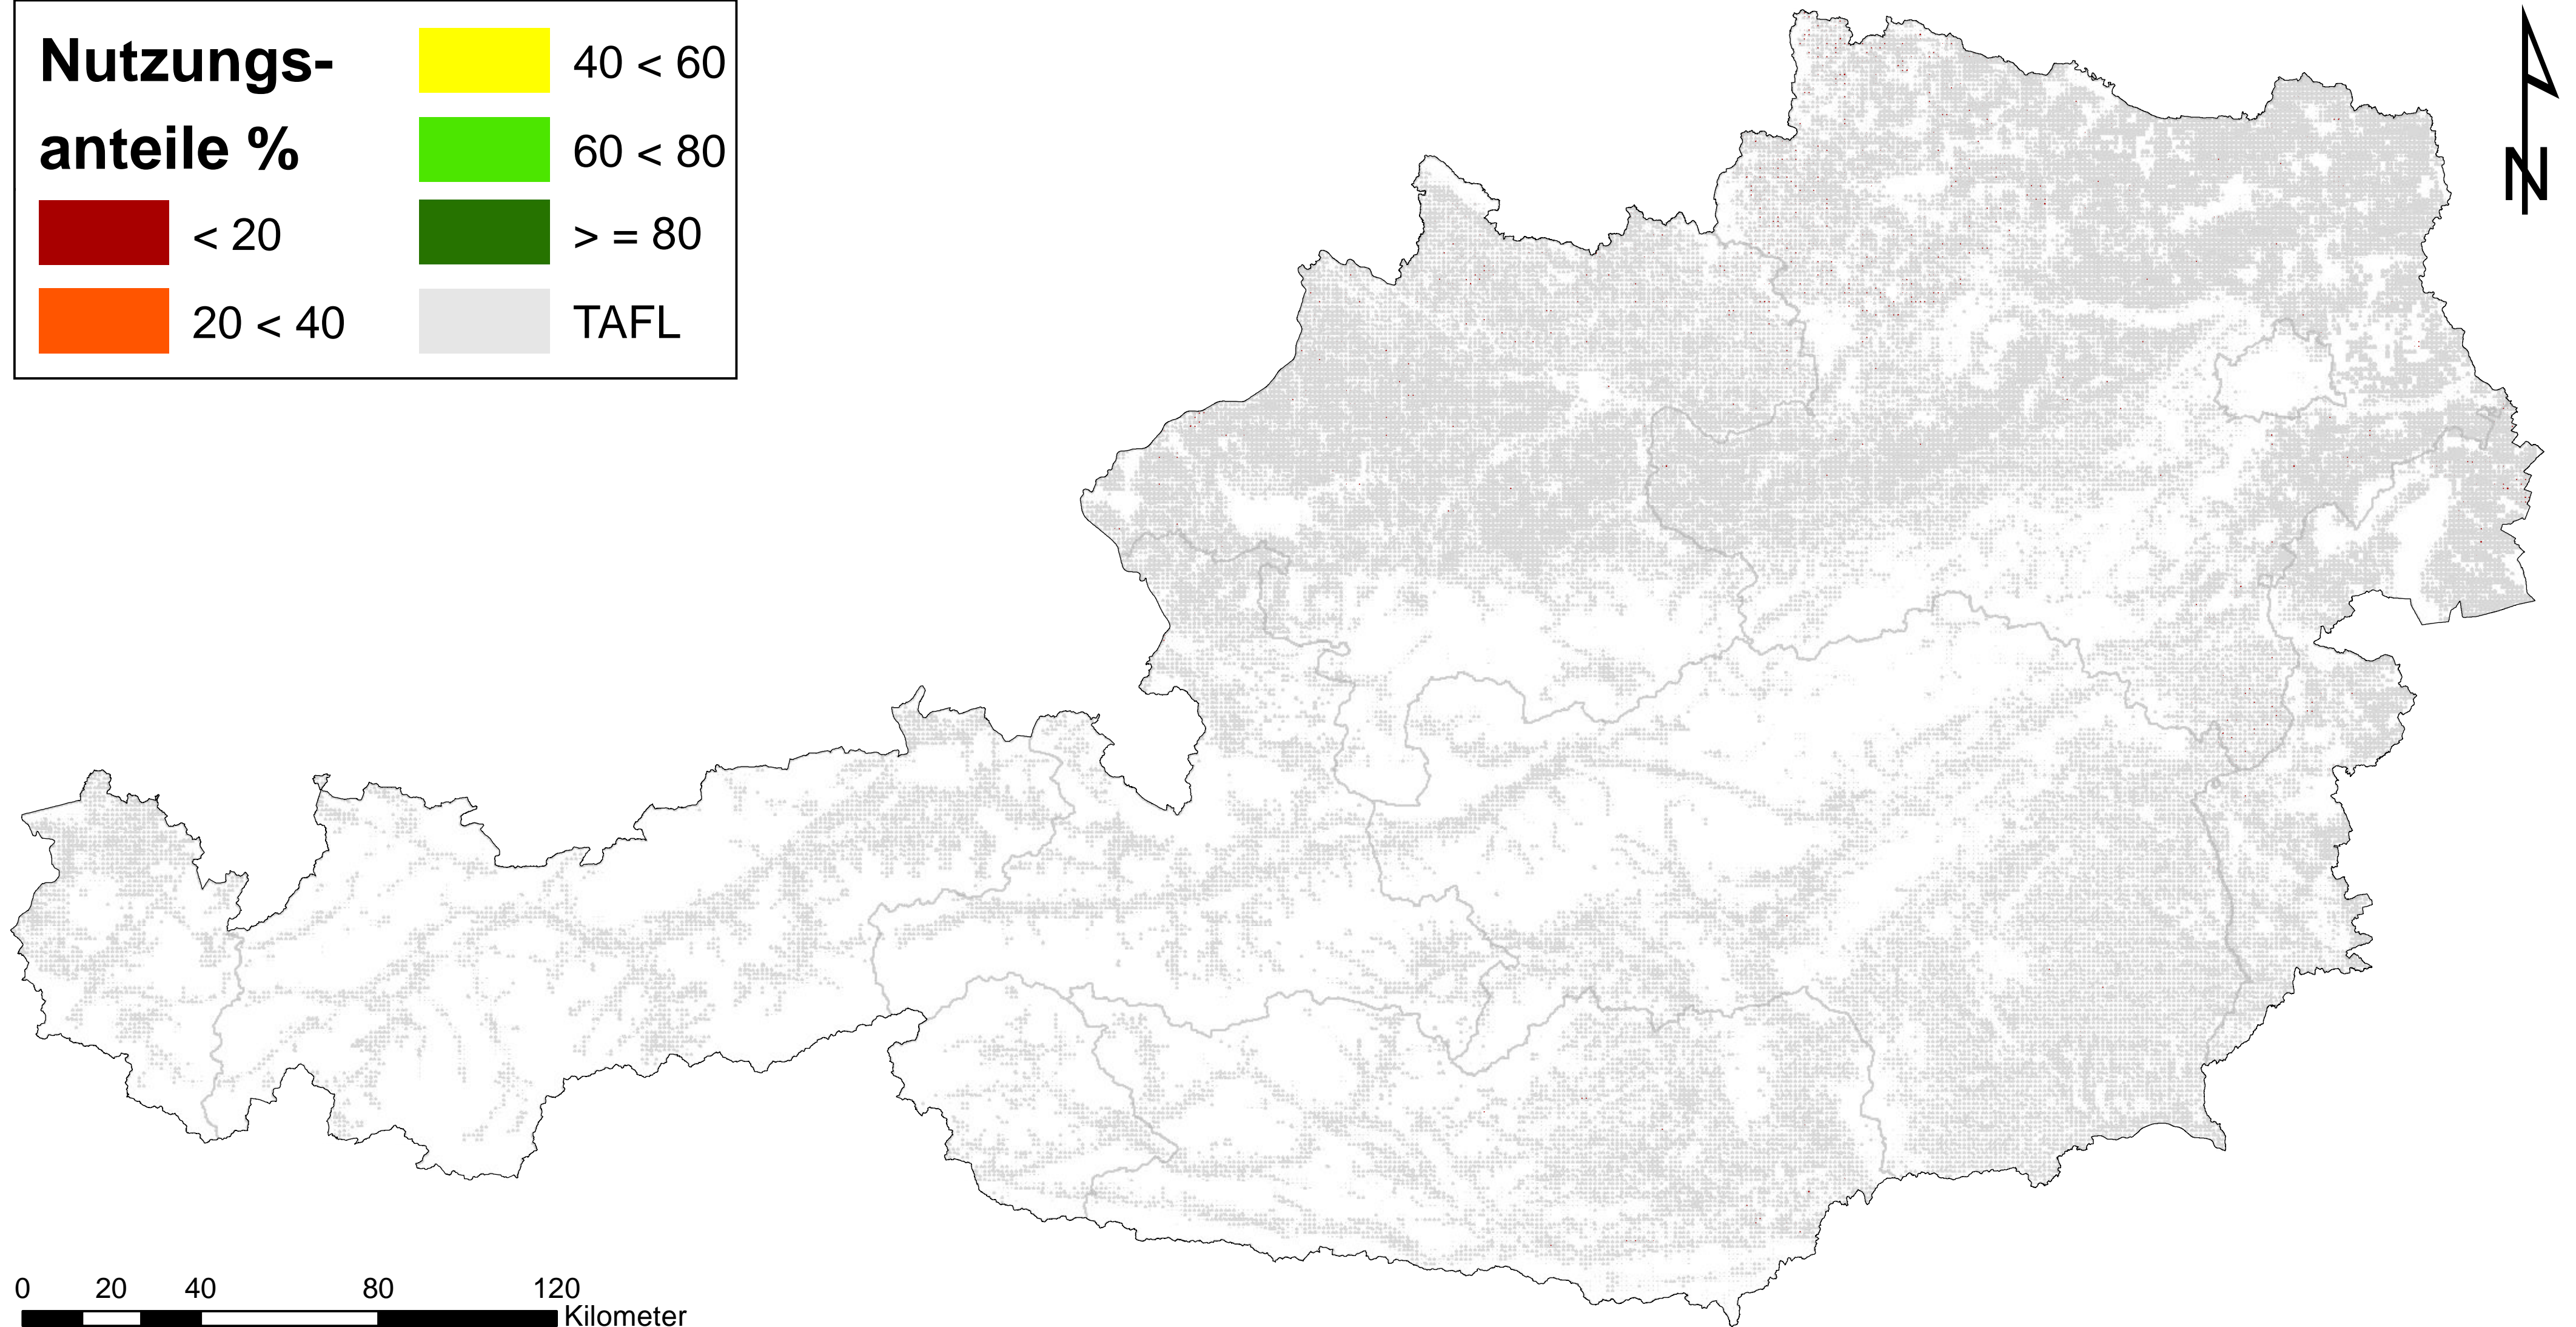 Nutzungs-
anteile %
< 20
20 < 40
40 < 60
60 < 80
> = 80
TAFL
N
0 20 40 80 120
Kilometer